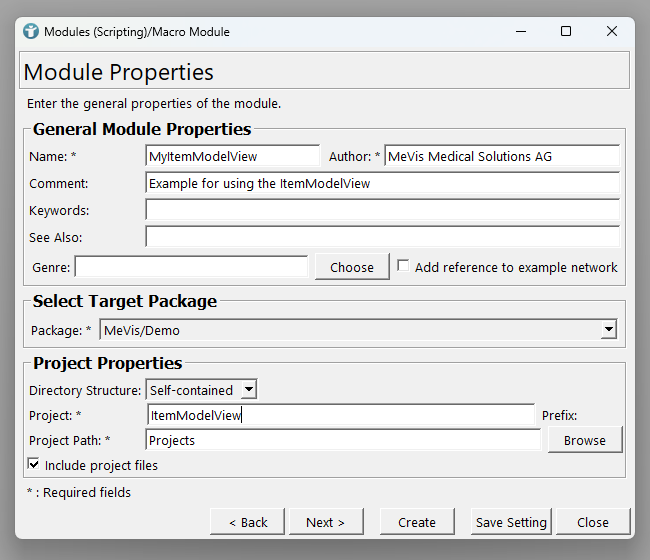 Modules (Scripting)/Macro Module
Module Properties
Enter the general properties of the module.
General Module Properties
Name: * MyItemModelView Author: * MeVis Medical Solutions AG
Comment: Example for using the ItemModelView
Keywords:
See Also:
Genre: Choose Add reference to example network
Select Target Package
Package: * MeVis/Demo
Project Properties
Directory Structure: Self-contained
Project: * ItemModelView Prefix:
Project Path: * Projects Browse
Include project files
* : Required fields
< Back Next > Create Save Setting Close